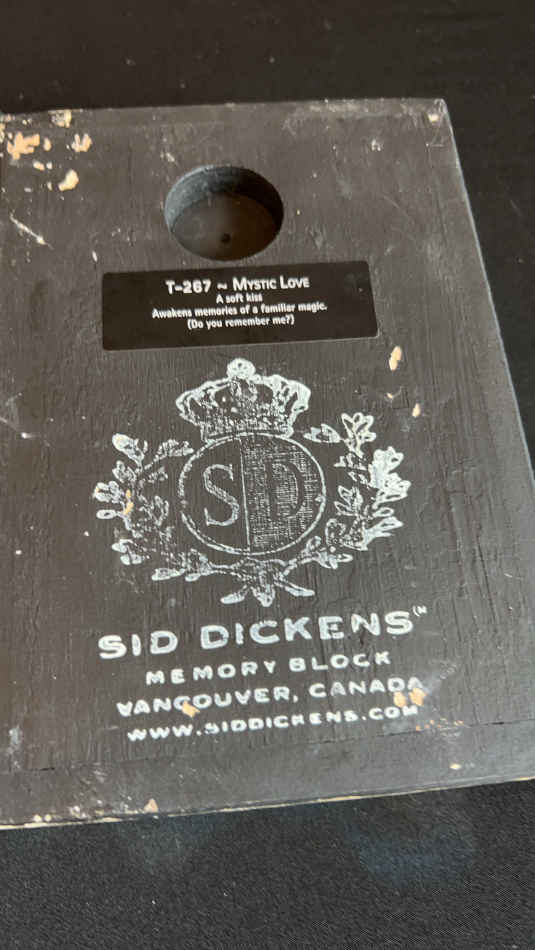 T-267 ~ Mystic Love
A soft kiss
Awakens memories of a familiar magic.
(Do you remember me?)
SD
SID DICKENS™
MEMORY BLOCK
VANCOUVER, CANADA
WWW.SIDDICKENS.COM